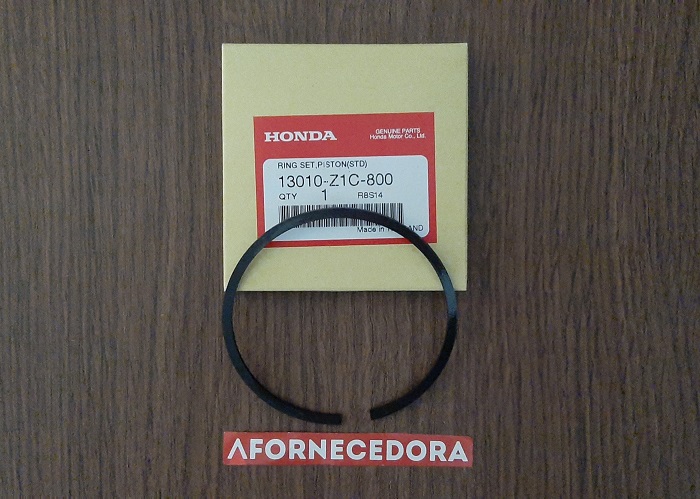 HONDA
GENUINE PARTS
Honda Motor Co., Ltd.
RING SET,PISTON(STD)
13010-Z1C-800
QTY 1 R8S14
Made in
AFORNECEDORA